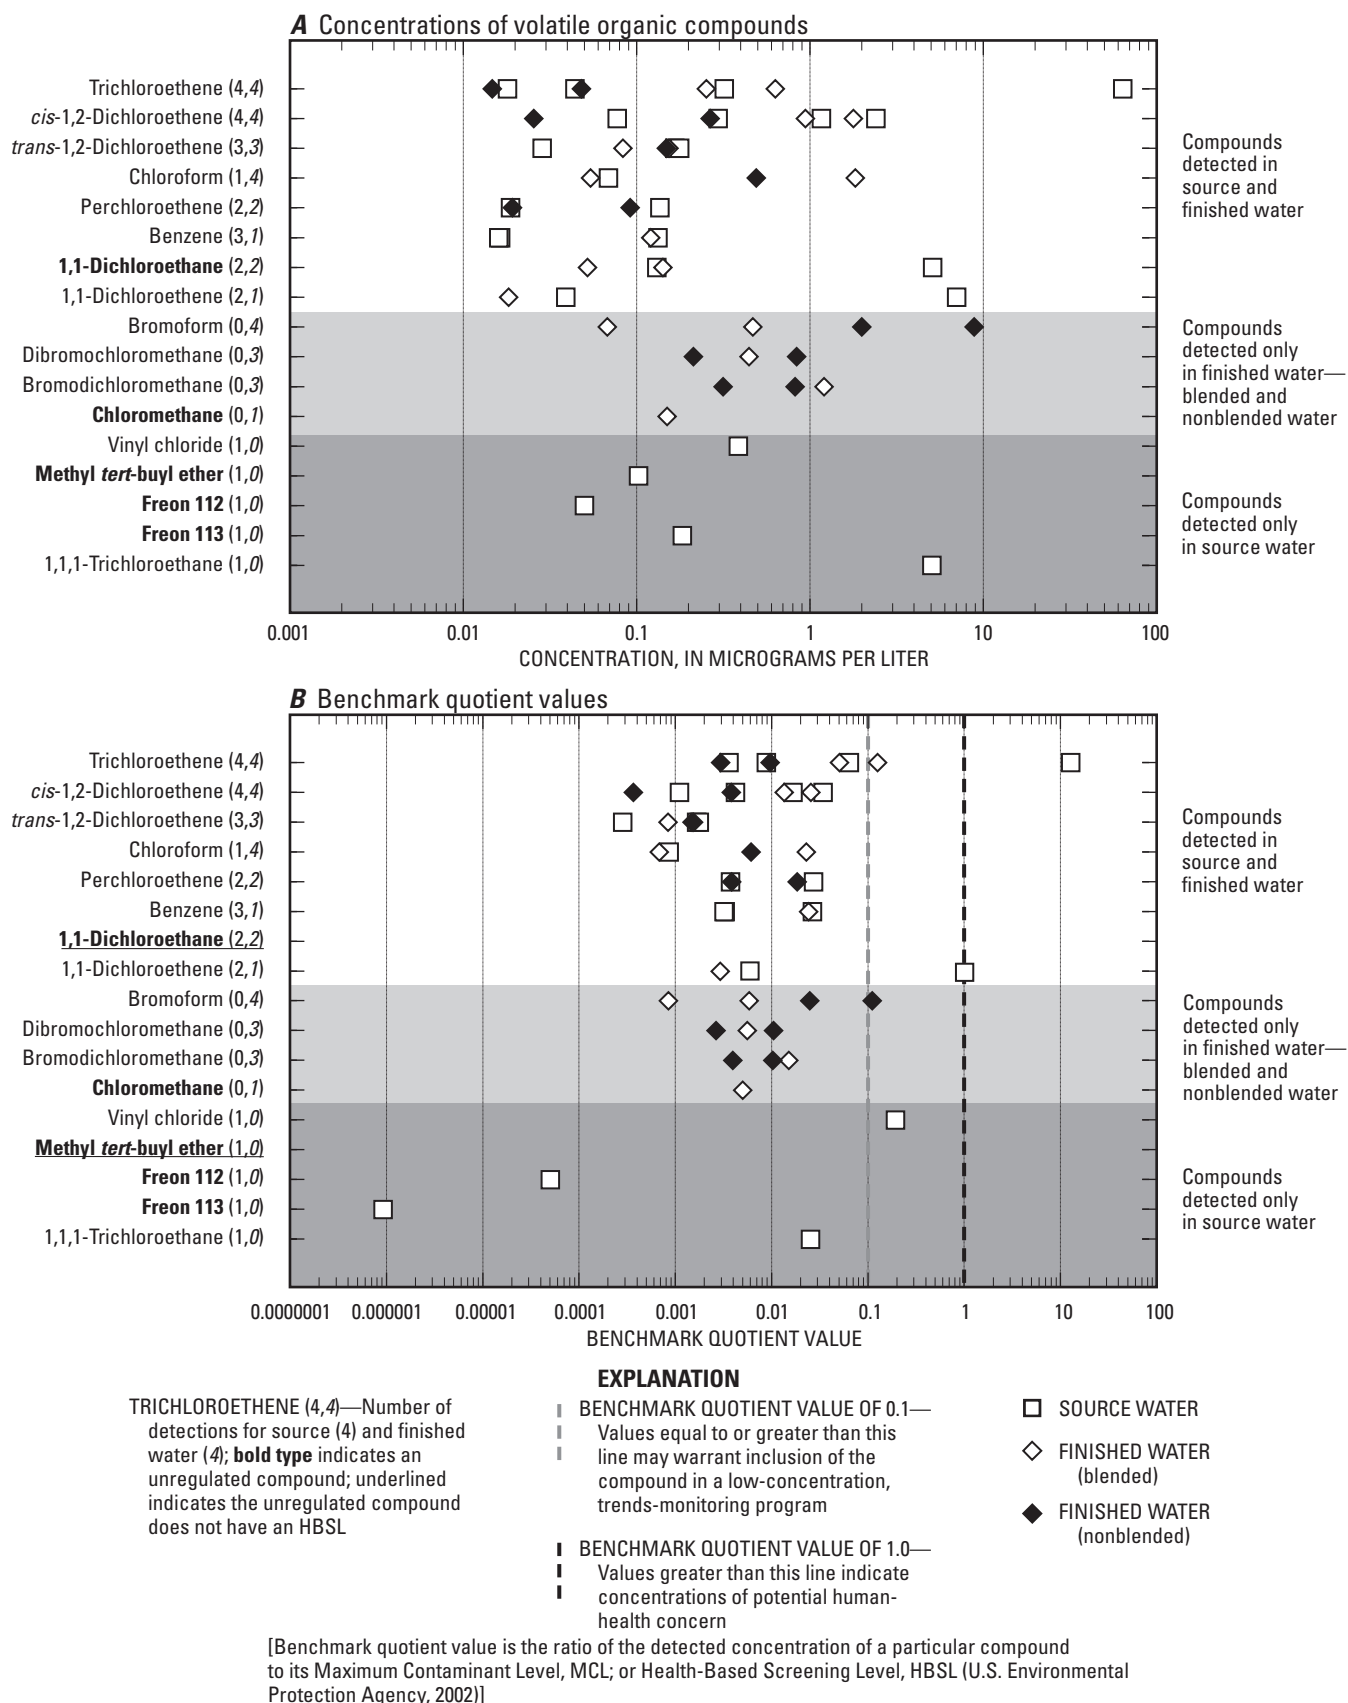 A Concentrations of volatile organic compounds
Trichloroethene (4,4)
cis-1,2-Dichloroethene (4,4)
trans-1,2-Dichloroethene (3,3)
Chloroform (1,4)
Perchloroethene (2,2)
Benzene (3,1)
1,1-Dichloroethane (2,2)
1,1-Dichloroethene (2,1)
Bromoform (0,4)
Dibromochloromethane (0,3)
Bromodichloromethane (0,3)
Chloromethane (0,1)
Vinyl chloride (1,0)
Methyl tert-buyl ether (1,0)
Freon 112 (1,0)
Freon 113 (1,0)
1,1,1-Trichloroethane (1,0)
Compounds
detected in
source and
finished water
Compounds
detected only
in finished water—
blended and
nonblended water
Compounds
detected only
in source water
0.001 0.01 0.1 1 10 100
CONCENTRATION, IN MICROGRAMS PER LITER
B Benchmark quotient values
Trichloroethene (4,4)
cis-1,2-Dichloroethene (4,4)
trans-1,2-Dichloroethene (3,3)
Chloroform (1,4)
Perchloroethene (2,2)
Benzene (3,1)
1,1-Dichloroethane (2,2)
1,1-Dichloroethene (2,1)
Bromoform (0,4)
Dibromochloromethane (0,3)
Bromodichloromethane (0,3)
Chloromethane (0,1)
Vinyl chloride (1,0)
Methyl tert-buyl ether (1,0)
Freon 112 (1,0)
Freon 113 (1,0)
1,1,1-Trichloroethane (1,0)
Compounds
detected in
source and
finished water
Compounds
detected only
in finished water—
blended and
nonblended water
Compounds
detected only
in source water
0.0000001 0.000001 0.00001 0.0001 0.001 0.01 0.1 1 10 100
BENCHMARK QUOTIENT VALUE
EXPLANATION
TRICHLOROETHENE (4,4)—Number of
detections for source (4) and finished
water (4); bold type indicates an
unregulated compound; underlined
indicates the unregulated compound
does not have an HBSL
BENCHMARK QUOTIENT VALUE OF 0.1—
Values equal to or greater than this
line may warrant inclusion of the
compound in a low-concentration,
trends-monitoring program
BENCHMARK QUOTIENT VALUE OF 1.0—
Values greater than this line indicate
concentrations of potential human-
health concern
SOURCE WATER
FINISHED WATER
(blended)
FINISHED WATER
(nonblended)
[Benchmark quotient value is the ratio of the detected concentration of a particular compound
to its Maximum Contaminant Level, MCL; or Health-Based Screening Level, HBSL (U.S. Environmental
Protection Agency, 2002)]